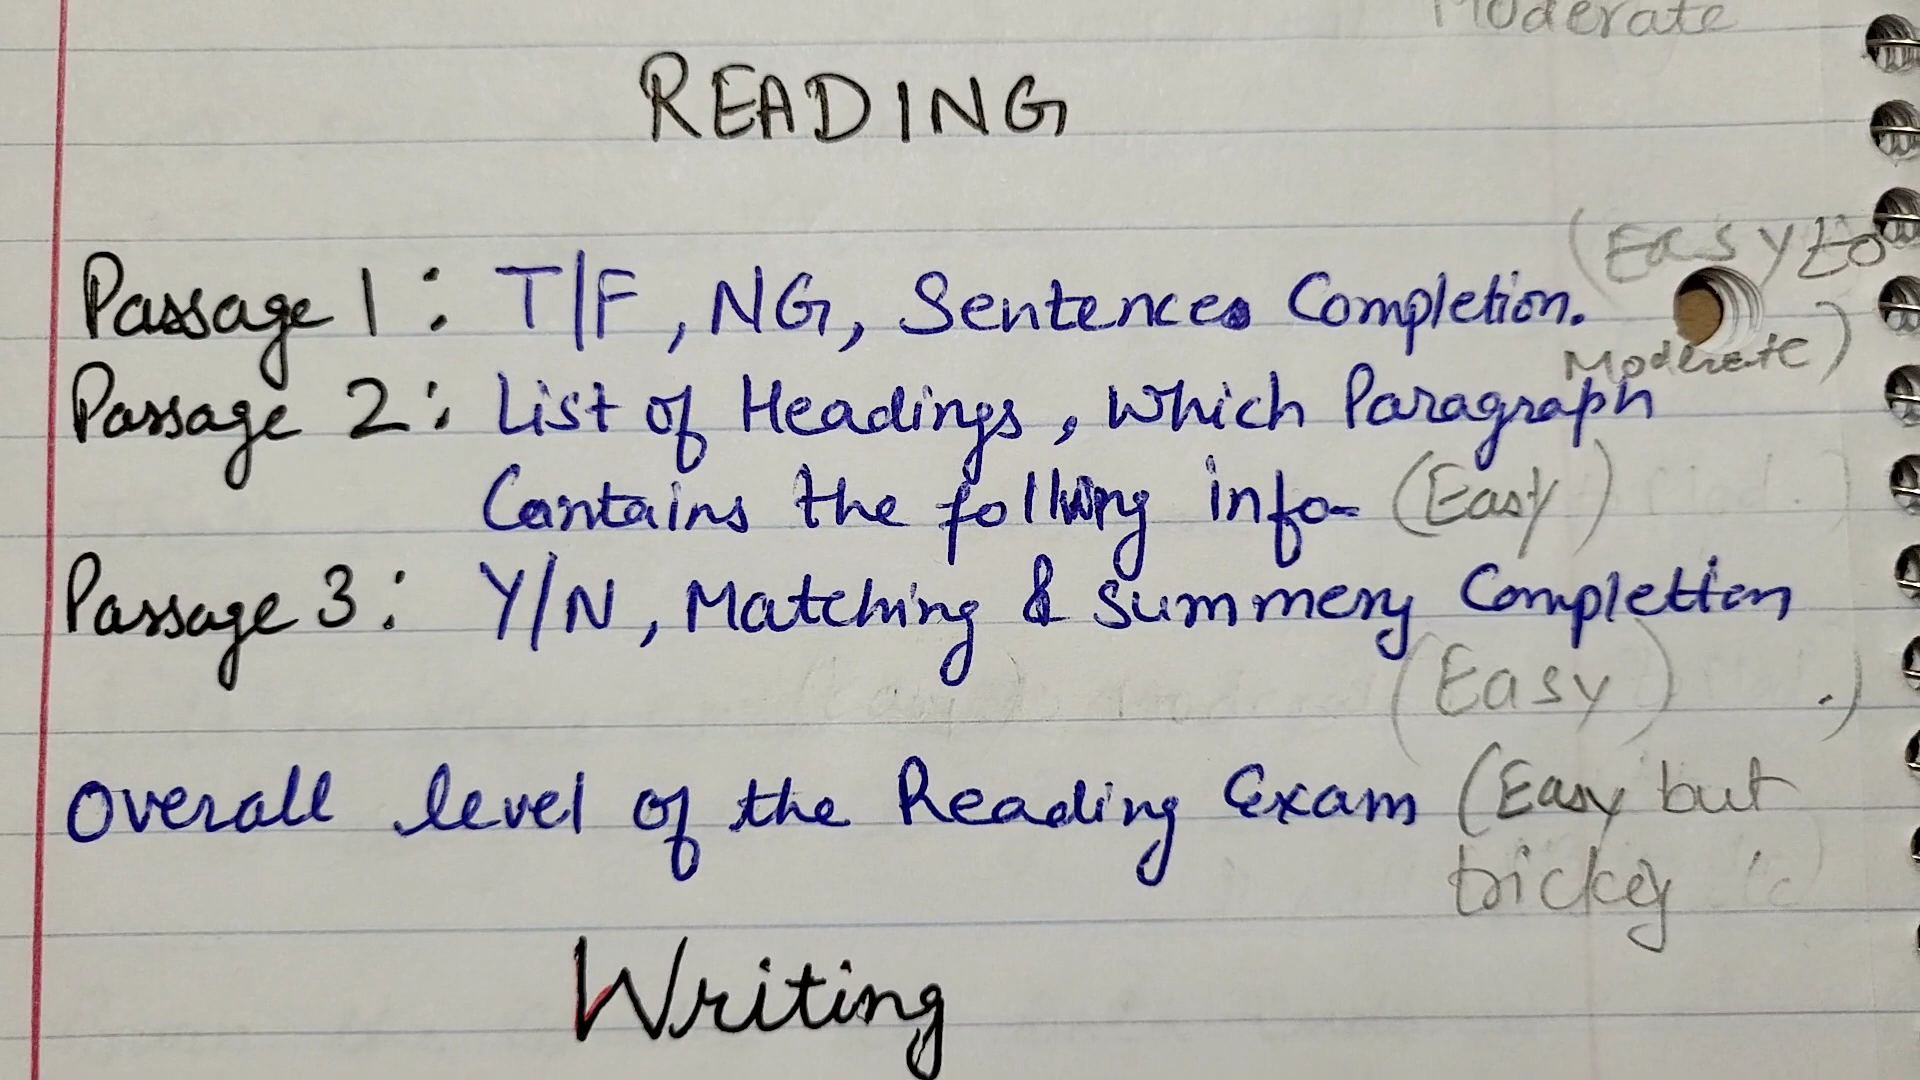 Moderate
READING
(Easy to
Passage 1: T/F, NG, Sentences Completion.
Moderate)
Passage 2: List of Headings, Which Paragraph
Contains the follwing info- (Easy)
Passage 3: Y/N, Matching & Summery Completion
(Easy)
Overall level of the Reading Exam (Easy but
tricky
Writing